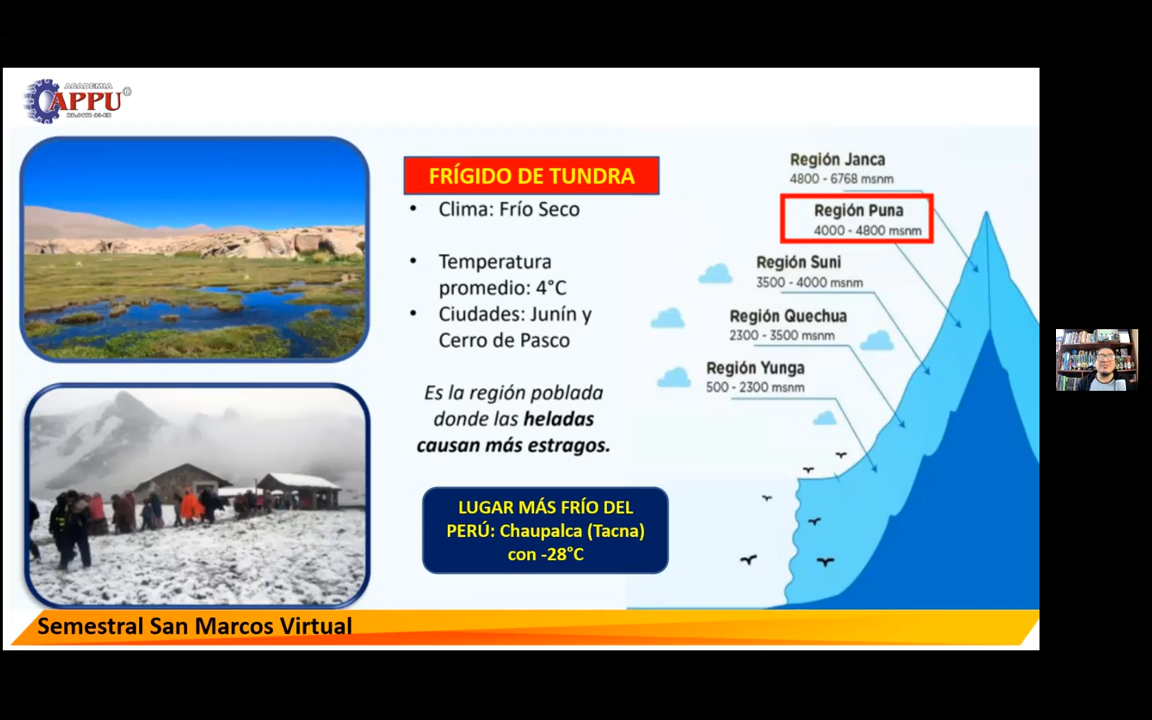 ACADEMIA
APPU
FRÍGIDO DE TUNDRA
• Clima: Frío Seco
• Temperatura
promedio: 4°C
• Ciudades: Junín y
Cerro de Pasco
Es la región poblada
donde las heladas
causan más estragos.
LUGAR MÁS FRÍO DEL
PERÚ: Chaupalca (Tacna)
con -28°C
Región Janca
4800 - 6768 msnm
Región Puna
4000 - 4800 msnm
Región Suni
3500 - 4000 msnm
Región Quechua
2300 - 3500 msnm
Región Yunga
500 - 2300 msnm
Semestral San Marcos Virtual